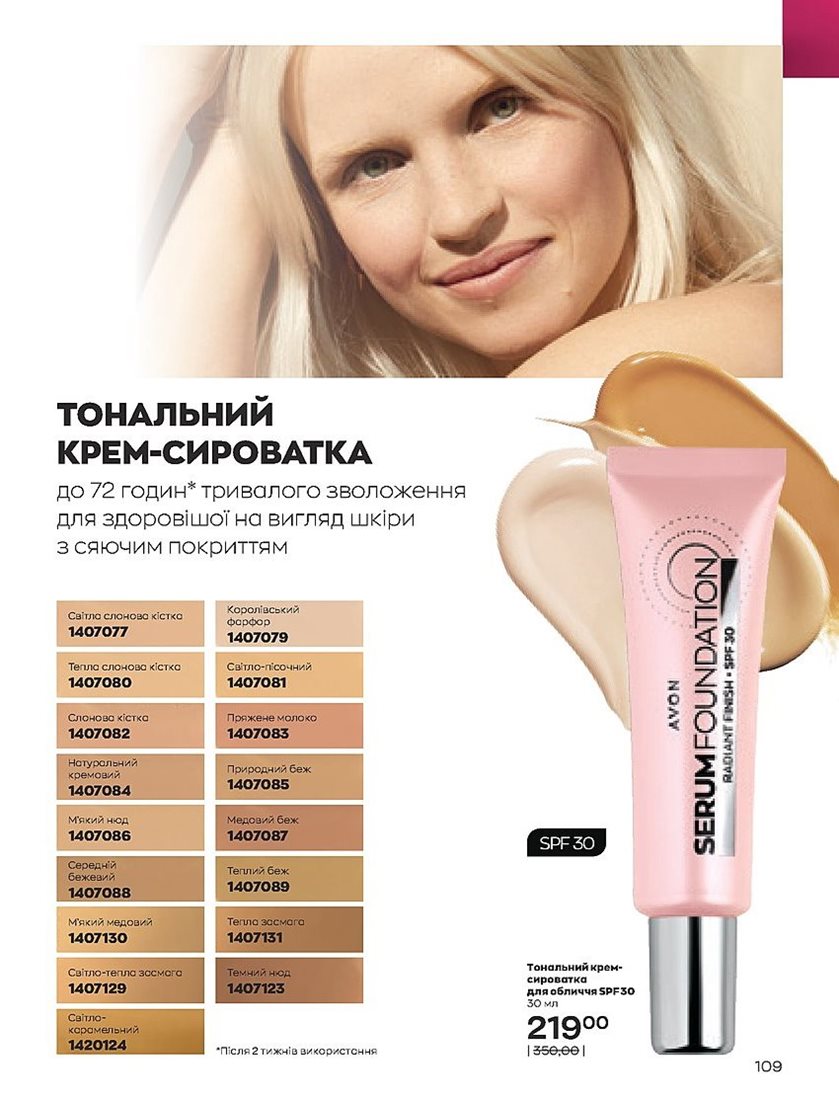 ТОНАЛЬНИЙ
КРЕМ-СИРОВАТКА
до 72 годин* тривалого зволоження
для здоровішої на вигляд шкіри
з сяючим покриттям
Світла слонова кістка
1407077
Королівський
фарфор
1407079
Тепла слонова кістка
1407080
Світло-пісочний
1407081
Слонова кістка
1407082
Пряжене молоко
1407083
Натуральний
кремовий
1407084
Природний беж
1407085
М'який нюд
1407086
Медовий беж
1407087
Середній
бежевий
1407088
Теплий беж
1407089
М'який медовий
1407130
Тепла засмага
1407131
Світло-тепла засмага
1407129
Темний нюд
1407123
Світло-
карамельний
1420124
*Після 2 тижнів використання
AVON
SERUM FOUNDATION
RADIANT FINISH • SPF 30
SPF 30
Тональний крем-
сироватка
для обличчя SPF30
30 мл
21900
| 350,00 |
109